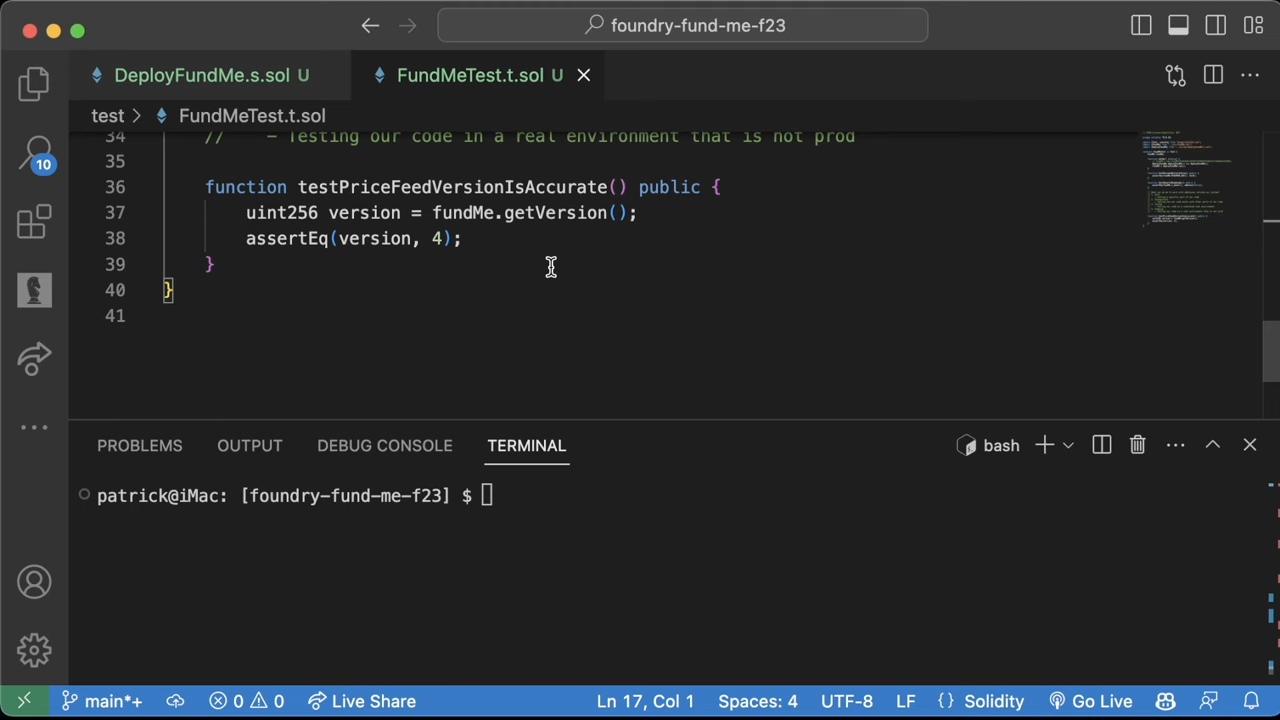 foundry-fund-me-f23
DeployFundMe.s.sol U
FundMeTest.t.sol U
test > FundMeTest.t.sol
34 // - Testing our code in a real environment that is not prod
35
36 function testPriceFeedVersionIsAccurate() public {
37 uint256 version = fundMe.getVersion();
38 assertEq(version, 4);
39 }
40 }
41
10
PROBLEMS OUTPUT DEBUG CONSOLE TERMINAL bash
patrick@iMac: [foundry-fund-me-f23] $
main*+ 0 0 Live Share Ln 17, Col 1 Spaces: 4 UTF-8 LF {} Solidity Go Live